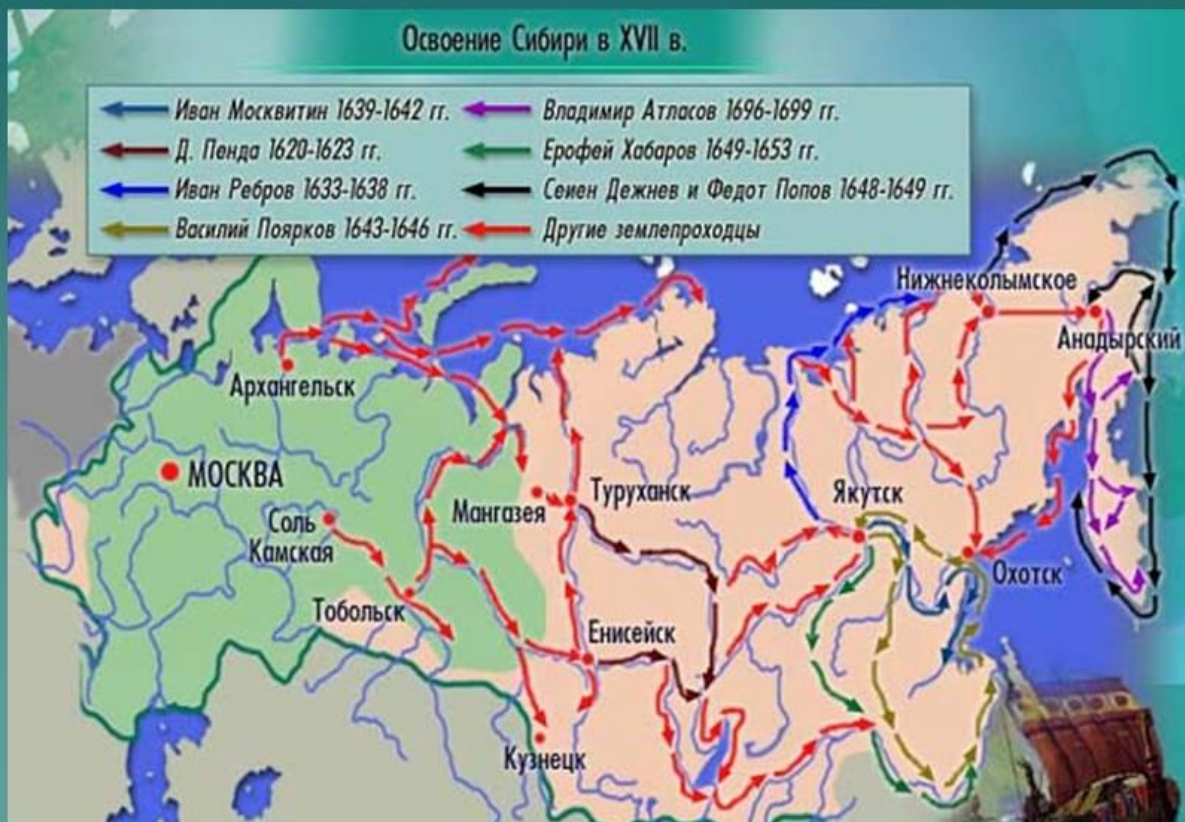 Освоение Сибири в XVII в.
Иван Москвитин 1639-1642 гг.
Д. Пенда 1620-1623 гг.
Иван Ребров 1633-1638 гг.
Василий Поярков 1643-1646 гг.
Владимир Атласов 1696-1699 гг.
Ерофей Хабаров 1649-1653 гг.
Сеиен Дежнев и Федот Попов 1648-1649 гг.
Другие землепроходцы
Нижнеколымское
Анадырский
Архангельск
МОСКВА
Соль
Камская
Мангазея
Туруханск
Якутск
Охотск
Тобольск
Енисейск
Кузнецк